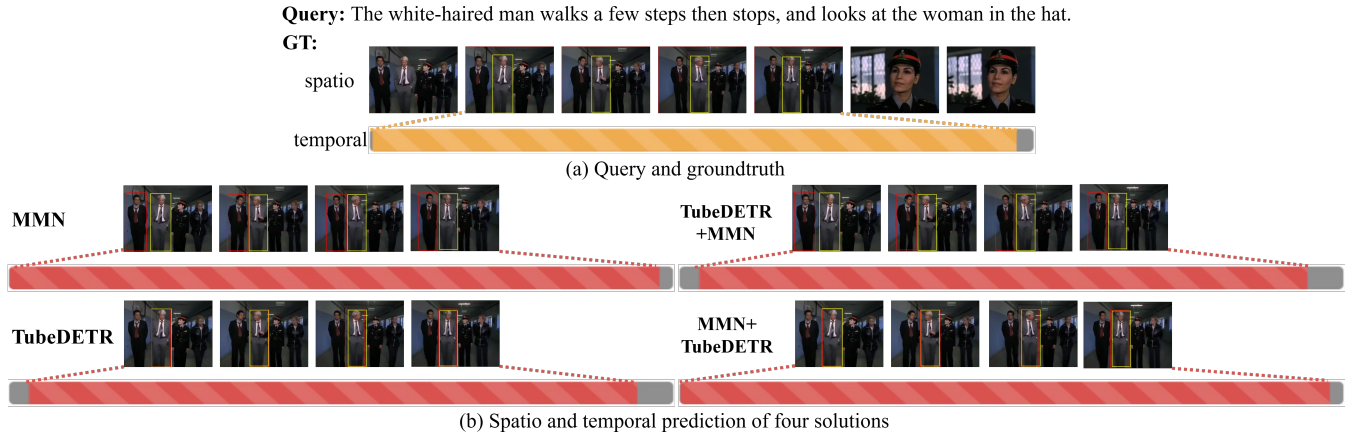 Query: The white-haired man walks a few steps then stops, and looks at the woman in the hat.
GT:
spatio
temporal
(a) Query and groundtruth
MMN
TubeDETR
+MMN
TubeDETR
MMN+
TubeDETR
(b) Spatio and temporal prediction of four solutions